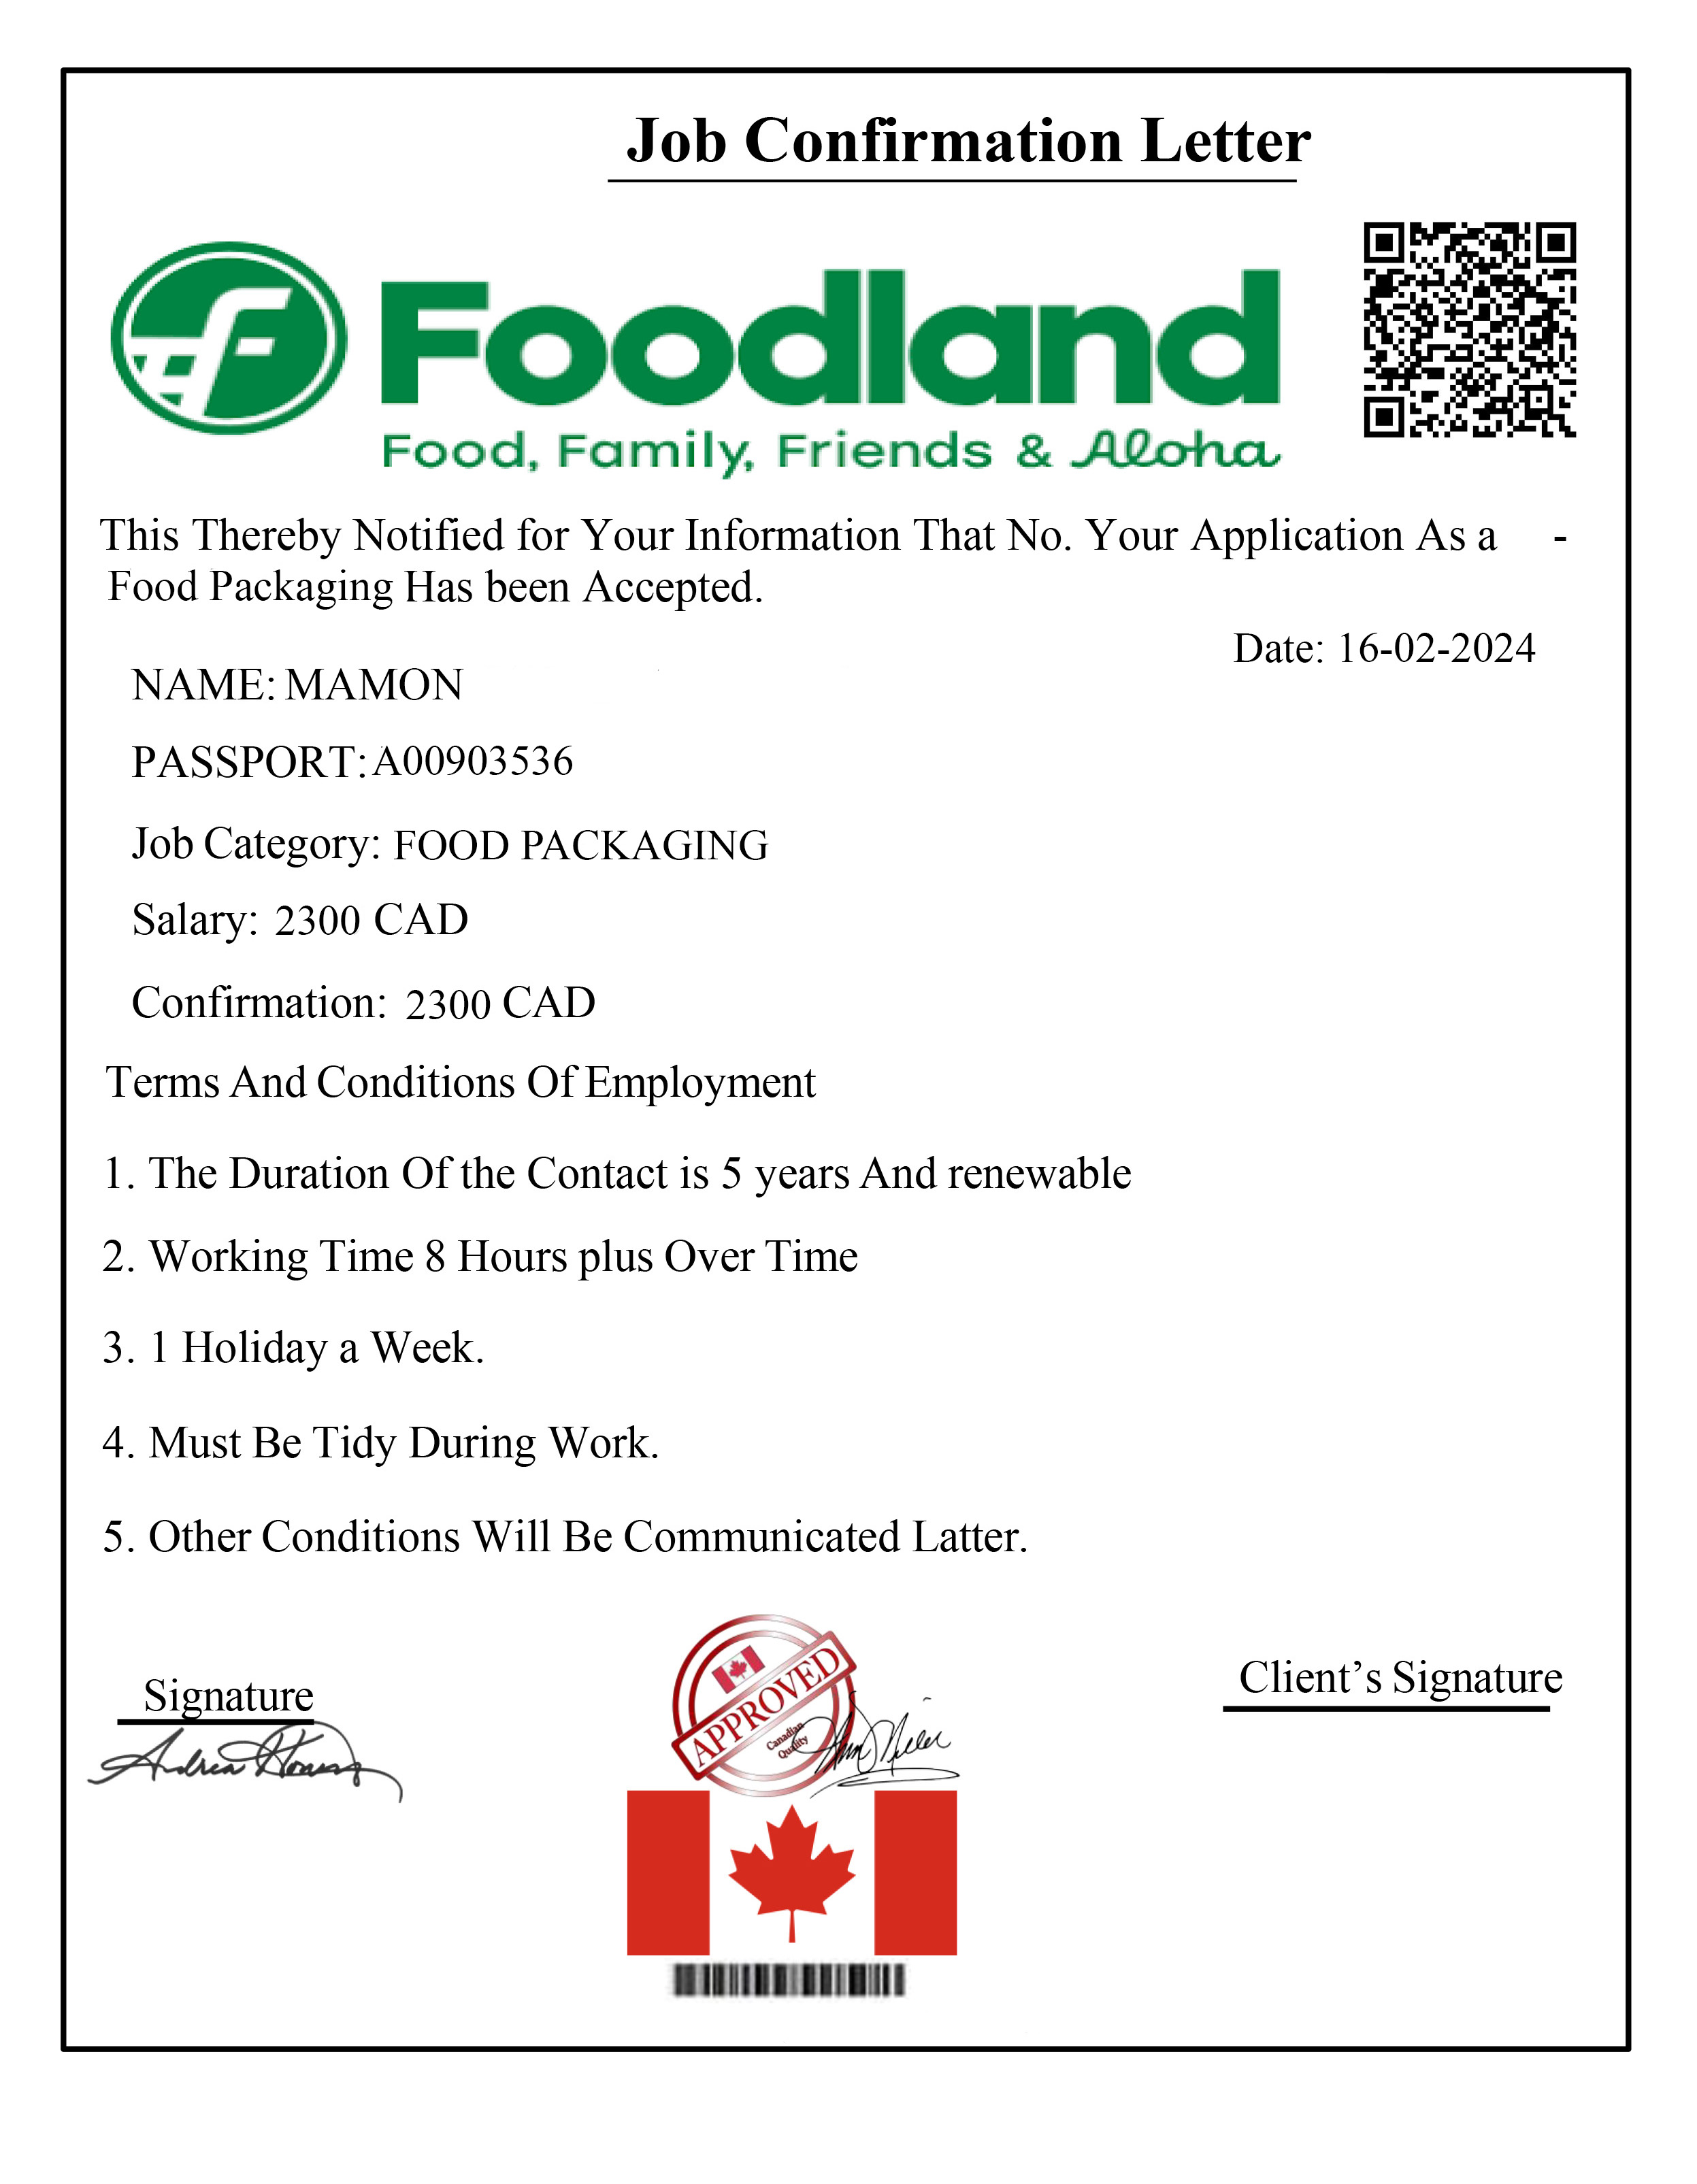 Job Confirmation Letter
Foodland
Food, Family, Friends & Aloha
This Thereby Notified for Your Information That No. Your Application As a -
Food Packaging Has been Accepted.
Date: 16-02-2024
NAME: MAMON
PASSPORT: A00903536
Job Category: FOOD PACKAGING
Salary: 2300 CAD
Confirmation: 2300 CAD
Terms And Conditions Of Employment
1. The Duration Of the Contact is 5 years And renewable
2. Working Time 8 Hours plus Over Time
3. 1 Holiday a Week.
4. Must Be Tidy During Work.
5. Other Conditions Will Be Communicated Latter.
Signature
APPROVED
Canadian
Quality
Client’s Signature